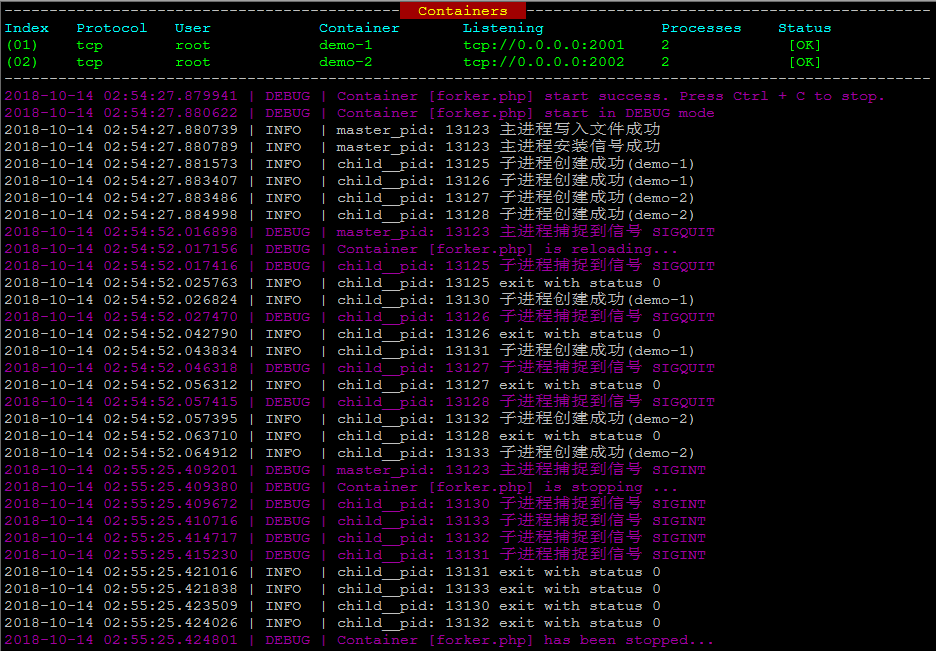 Containers
Index Protocol User Container Listening Processes Status
(01) tcp root demo-1 tcp://0.0.0.0:2001 2 [OK]
(02) tcp root demo-2 tcp://0.0.0.0:2002 2 [OK]
2018-10-14 02:54:27.879941 | DEBUG | Container [forker.php] start success. Press Ctrl + C to stop.
2018-10-14 02:54:27.880622 | DEBUG | Container [forker.php] start in DEBUG mode
2018-10-14 02:54:27.880739 | INFO | master_pid: 13123 主进程写入文件成功
2018-10-14 02:54:27.880789 | INFO | master_pid: 13123 主进程安装信号成功
2018-10-14 02:54:27.881573 | INFO | child__pid: 13125 子进程创建成功(demo-1)
2018-10-14 02:54:27.883407 | INFO | child__pid: 13126 子进程创建成功(demo-1)
2018-10-14 02:54:27.883486 | INFO | child__pid: 13127 子进程创建成功(demo-2)
2018-10-14 02:54:27.884998 | INFO | child__pid: 13128 子进程创建成功(demo-2)
2018-10-14 02:54:52.016898 | DEBUG | master_pid: 13123 主进程捕捉到信号 SIGQUIT
2018-10-14 02:54:52.017156 | DEBUG | Container [forker.php] is reloading...
2018-10-14 02:54:52.017416 | DEBUG | child__pid: 13125 子进程捕捉到信号 SIGQUIT
2018-10-14 02:54:52.025763 | INFO | child__pid: 13125 exit with status 0
2018-10-14 02:54:52.026824 | INFO | child__pid: 13130 子进程创建成功(demo-1)
2018-10-14 02:54:52.027470 | DEBUG | child__pid: 13126 子进程捕捉到信号 SIGQUIT
2018-10-14 02:54:52.042790 | INFO | child__pid: 13126 exit with status 0
2018-10-14 02:54:52.043834 | INFO | child__pid: 13131 子进程创建成功(demo-1)
2018-10-14 02:54:52.046318 | DEBUG | child__pid: 13127 子进程捕捉到信号 SIGQUIT
2018-10-14 02:54:52.056312 | INFO | child__pid: 13127 exit with status 0
2018-10-14 02:54:52.057415 | DEBUG | child__pid: 13128 子进程捕捉到信号 SIGQUIT
2018-10-14 02:54:52.057395 | INFO | child__pid: 13132 子进程创建成功(demo-2)
2018-10-14 02:54:52.063710 | INFO | child__pid: 13128 exit with status 0
2018-10-14 02:54:52.064912 | INFO | child__pid: 13133 子进程创建成功(demo-2)
2018-10-14 02:55:25.409201 | DEBUG | master_pid: 13123 主进程捕捉到信号 SIGINT
2018-10-14 02:55:25.409380 | DEBUG | Container [forker.php] is stopping ...
2018-10-14 02:55:25.409672 | DEBUG | child__pid: 13130 子进程捕捉到信号 SIGINT
2018-10-14 02:55:25.410716 | DEBUG | child__pid: 13133 子进程捕捉到信号 SIGINT
2018-10-14 02:55:25.414717 | DEBUG | child__pid: 13132 子进程捕捉到信号 SIGINT
2018-10-14 02:55:25.415230 | DEBUG | child__pid: 13131 子进程捕捉到信号 SIGINT
2018-10-14 02:55:25.421016 | INFO | child__pid: 13131 exit with status 0
2018-10-14 02:55:25.421838 | INFO | child__pid: 13133 exit with status 0
2018-10-14 02:55:25.423509 | INFO | child__pid: 13130 exit with status 0
2018-10-14 02:55:25.424026 | INFO | child__pid: 13132 exit with status 0
2018-10-14 02:55:25.424801 | DEBUG | Container [forker.php] has been stopped...